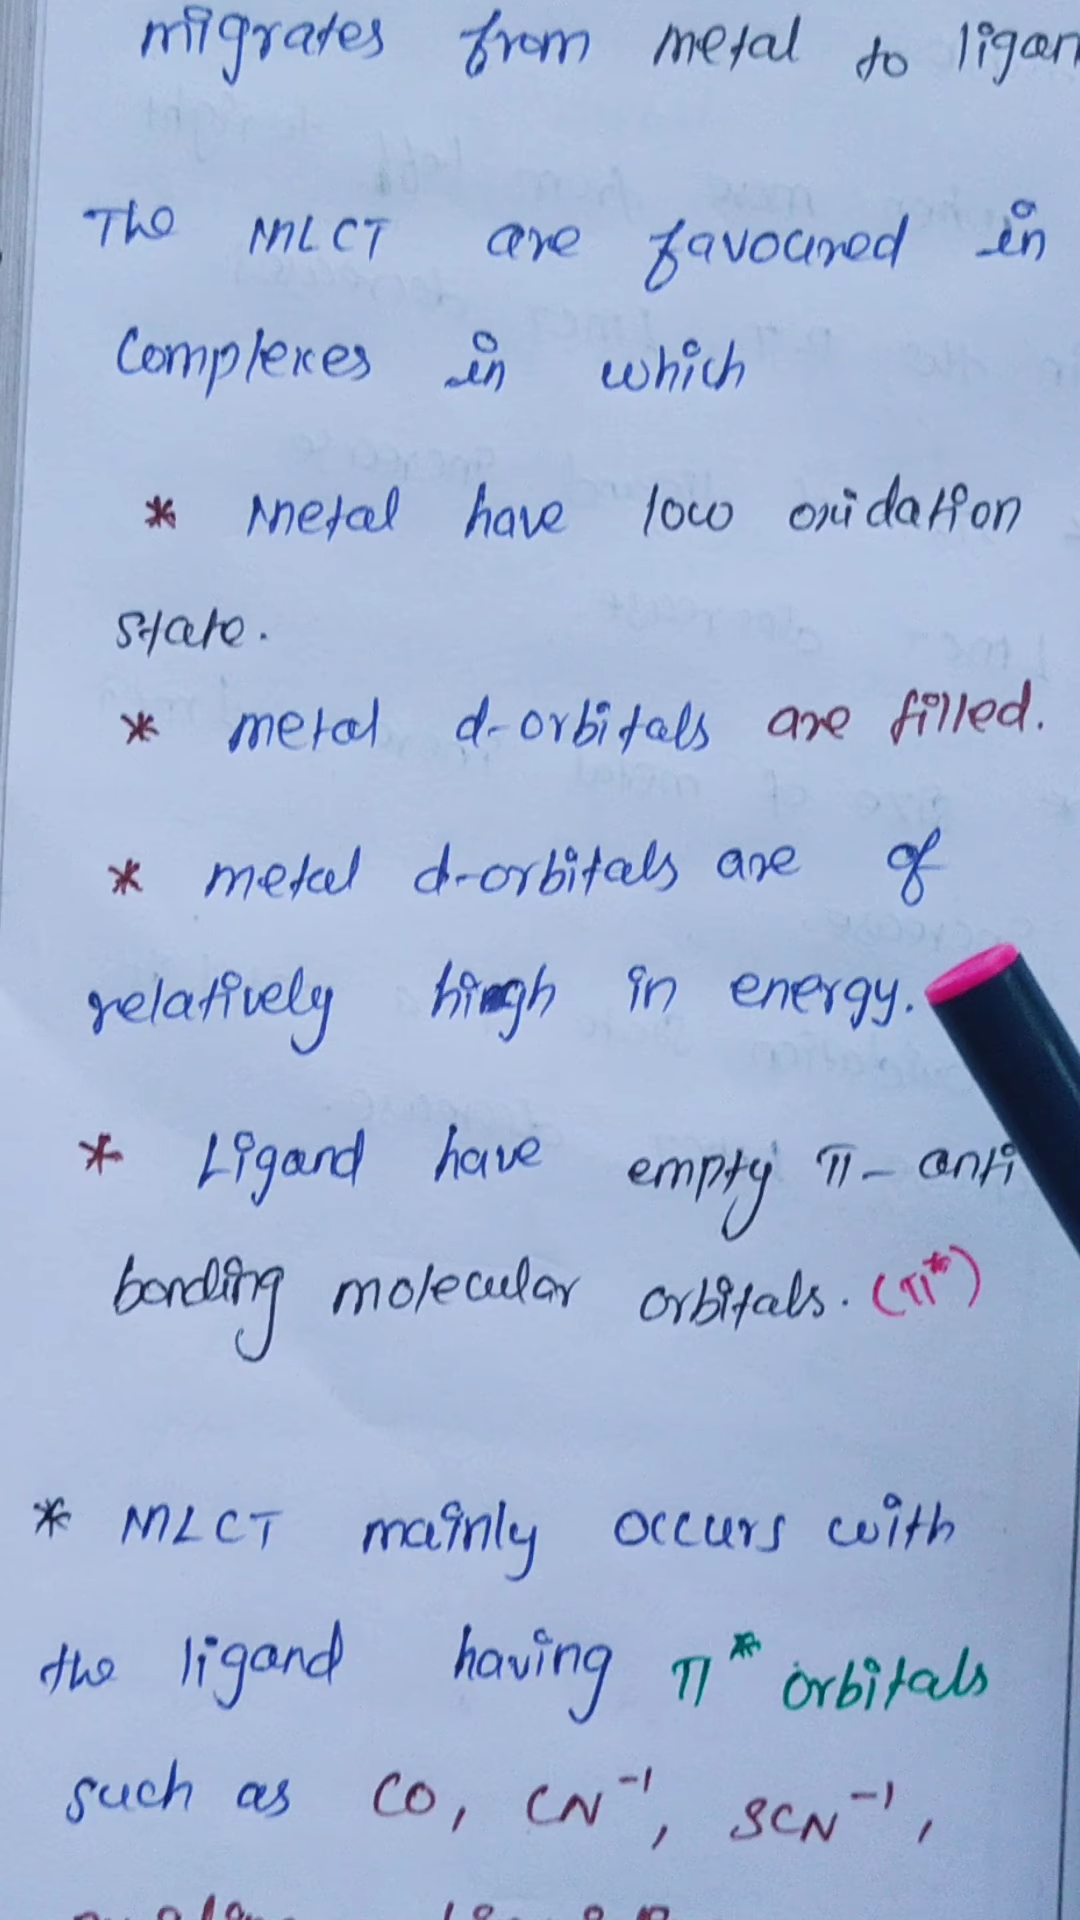 migrates from metal to ligan
The MLCT are favoured in
Complexes in which
* Metal have low oxidation
state.
* metal d-orbitals are filled.
* metal d-orbitals are of
relatively high in energy.
* Ligand have empty π- anti
bonding molecular orbitals. (π*)
* MLCT mainly occurs with
the ligand having π* orbitals
such as CO, CN⁻¹, SCN⁻¹,